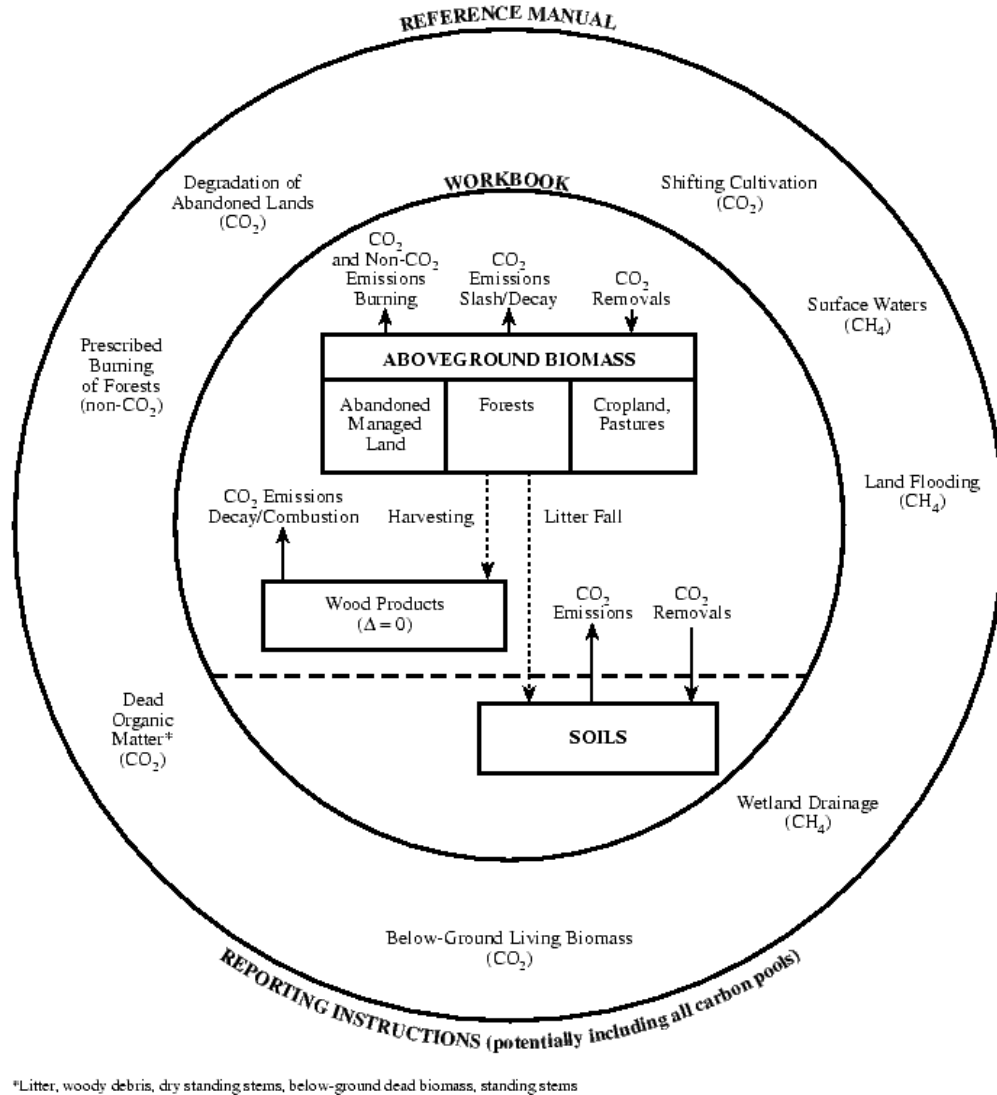 REFERENCE MANUAL
Degradation of
Abandoned Lands
(CO₂)
WORKBOOK
Shifting Cultivation
(CO₂)
CO₂
and Non-CO₂
Emissions
Burning
CO₂
Emissions
Slash/Decay
CO₂
Removals
Surface Waters
(CH₄)
Prescribed
Burning
of Forests
(non-CO₂)
ABOVEGROUND BIOMASS
Abandoned
Managed
Land
Forests
Cropland,
Pastures
Land Flooding
(CH₄)
CO₂ Emissions
Decay/Combustion
Harvesting
Litter Fall
Wood Products
(Δ = 0)
CO₂
Emissions
CO₂
Removals
Dead
Organic
Matter*
(CO₂)
SOILS
Wetland Drainage
(CH₄)
Below-Ground Living Biomass
(CO₂)
REPORTING INSTRUCTIONS (potentially including all carbon pools)
*Litter, woody debris, dry standing stems, below-ground dead biomass, standing stems